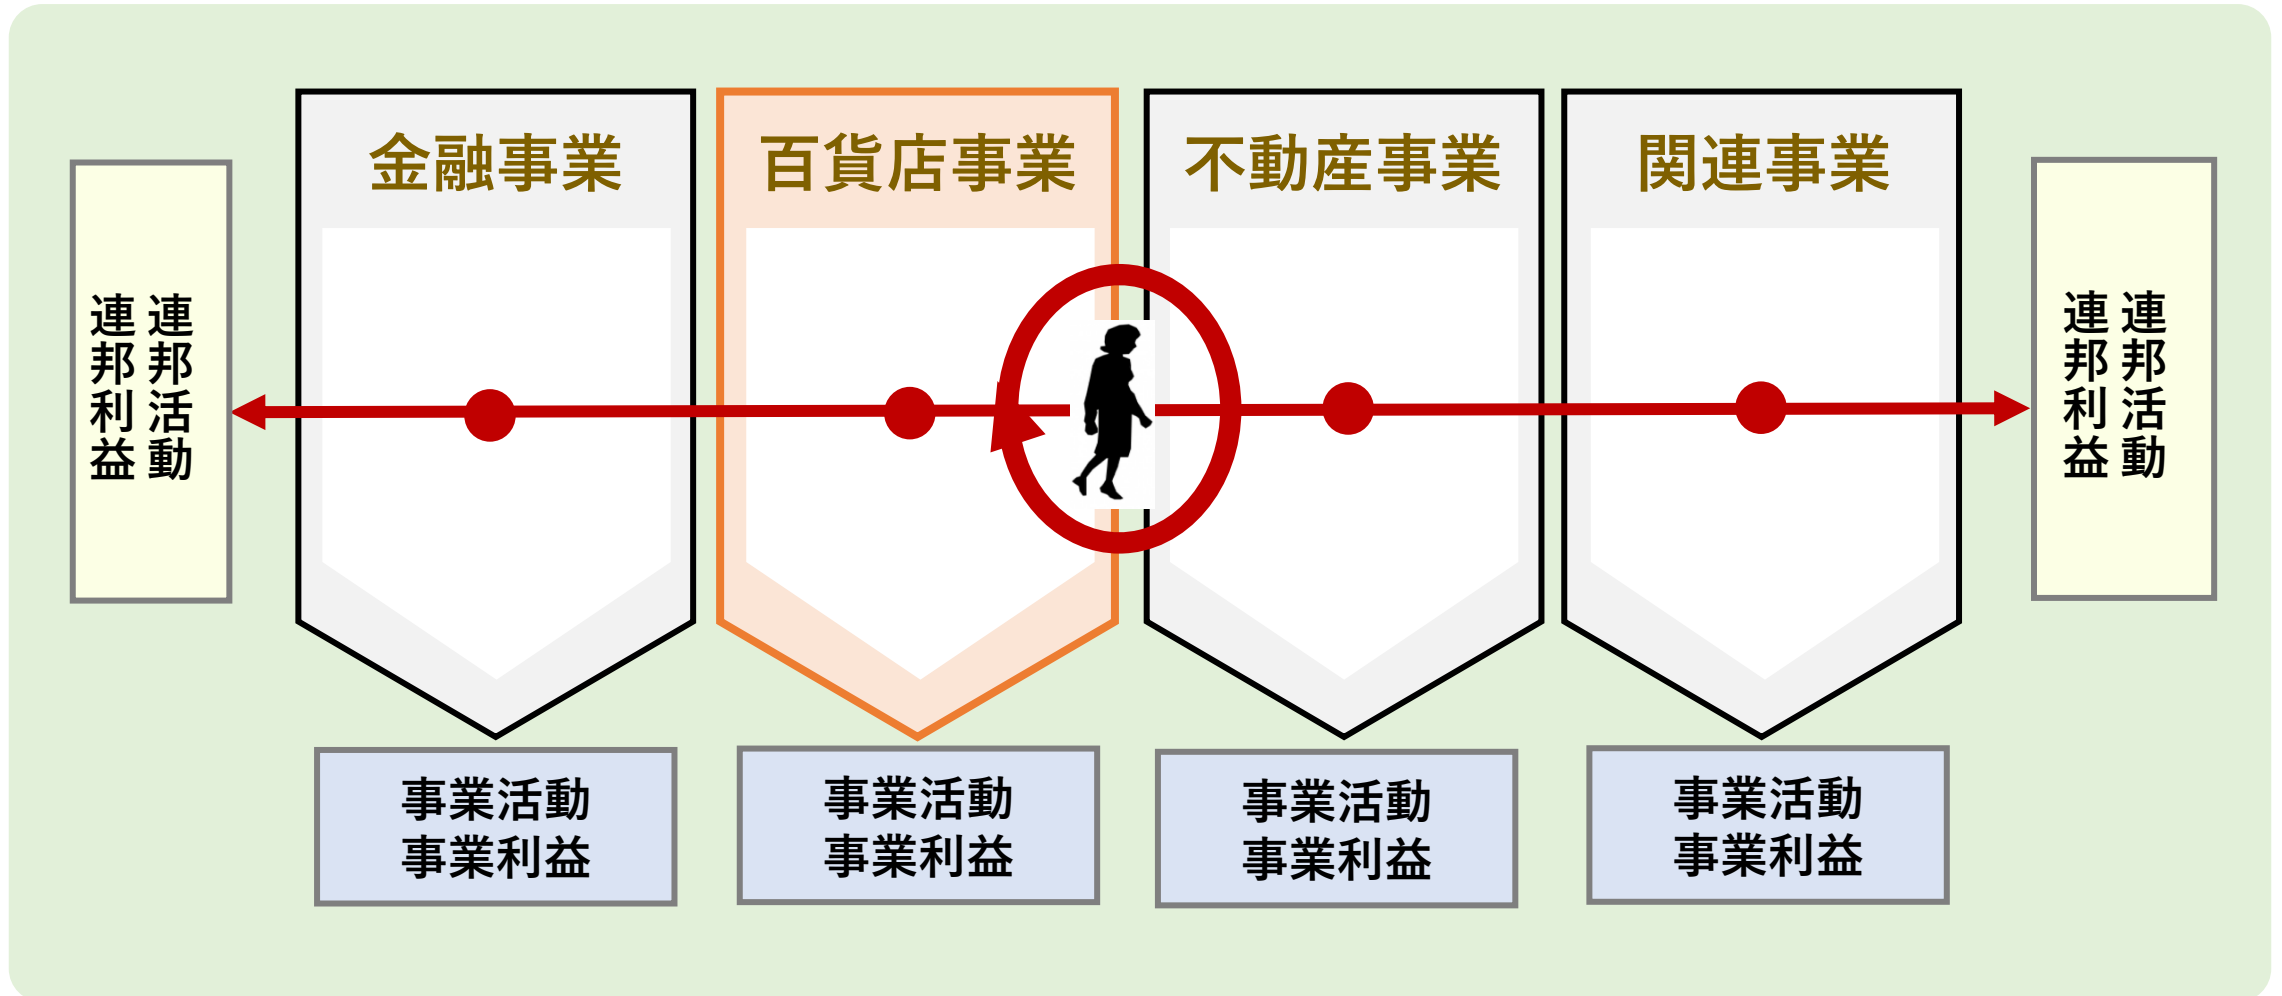 金融事業
百貨店事業
不動産事業
関連事業
連邦活動
連邦利益
連邦活動
連邦利益
事業活動
事業利益
事業活動
事業利益
事業活動
事業利益
事業活動
事業利益